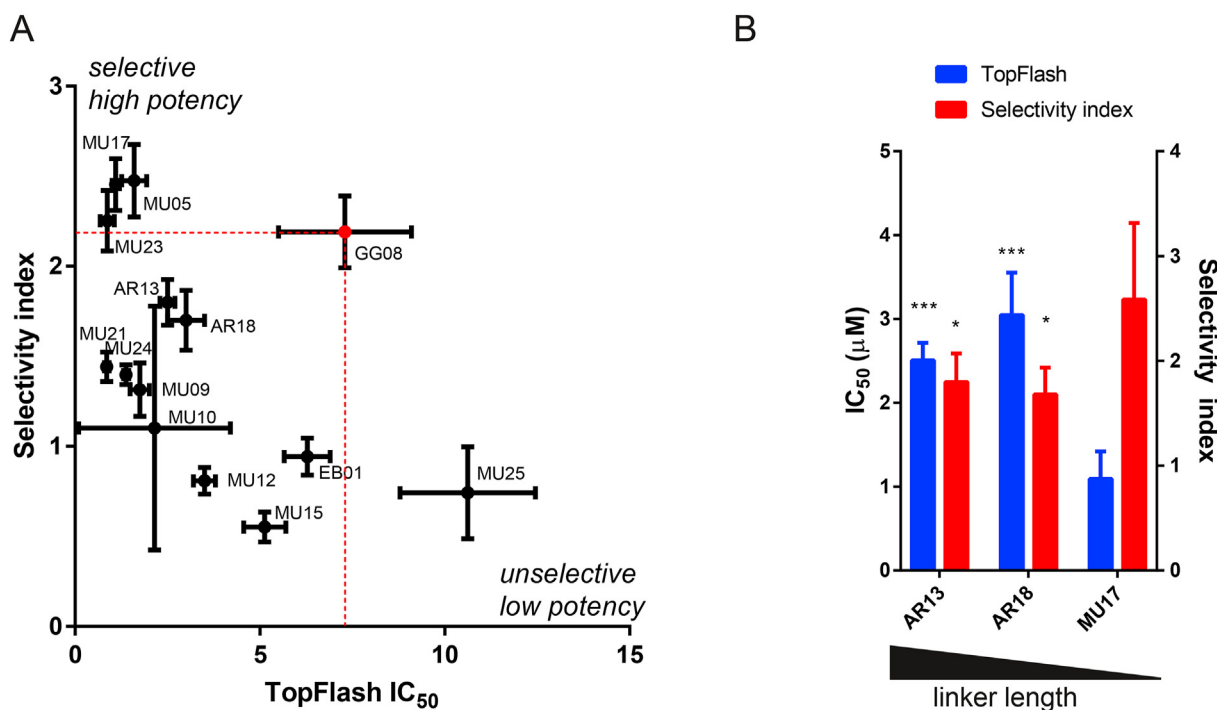 A
selective
high potency
3
2
1
0
Selectivity index
MU17
MU05
MU23
GG08
AR13
AR18
MU21
MU24
MU09
MU10
MU12
EB01
MU25
MU15
unselective
low potency
0
5
10
15
TopFlash IC₅₀
B
TopFlash
Selectivity index
5
4
3
2
1
0
IC₅₀ (μM)
***
*
***
*
4
3
2
1
0
Selectivity index
AR13
AR18
MU17
linker length